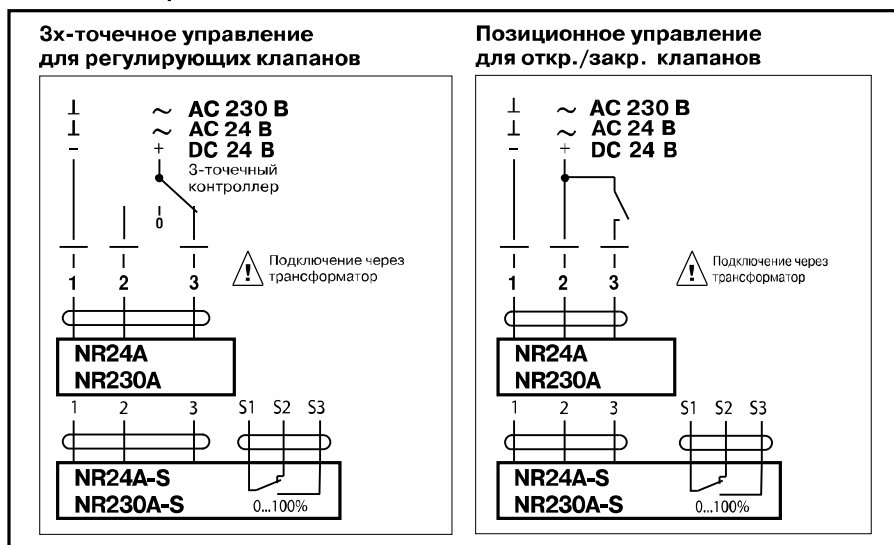 3х-точечное управление
для регулирующих клапанов
⊥ ~ AC 230 В
⊥ ~ AC 24 В
– + DC 24 В
3-точечный
контроллер
0
Подключение через
трансформатор
1 2 3
NR24A
NR230A
1 2 3 S1 S2 S3
NR24A-S
NR230A-S 0...100%
Позиционное управление
для откр./закр. клапанов
⊥ ~ AC 230 В
⊥ ~ AC 24 В
– + DC 24 В
Подключение через
трансформатор
1 2 3
NR24A
NR230A
1 2 3 S1 S2 S3
NR24A-S
NR230A-S 0...100%